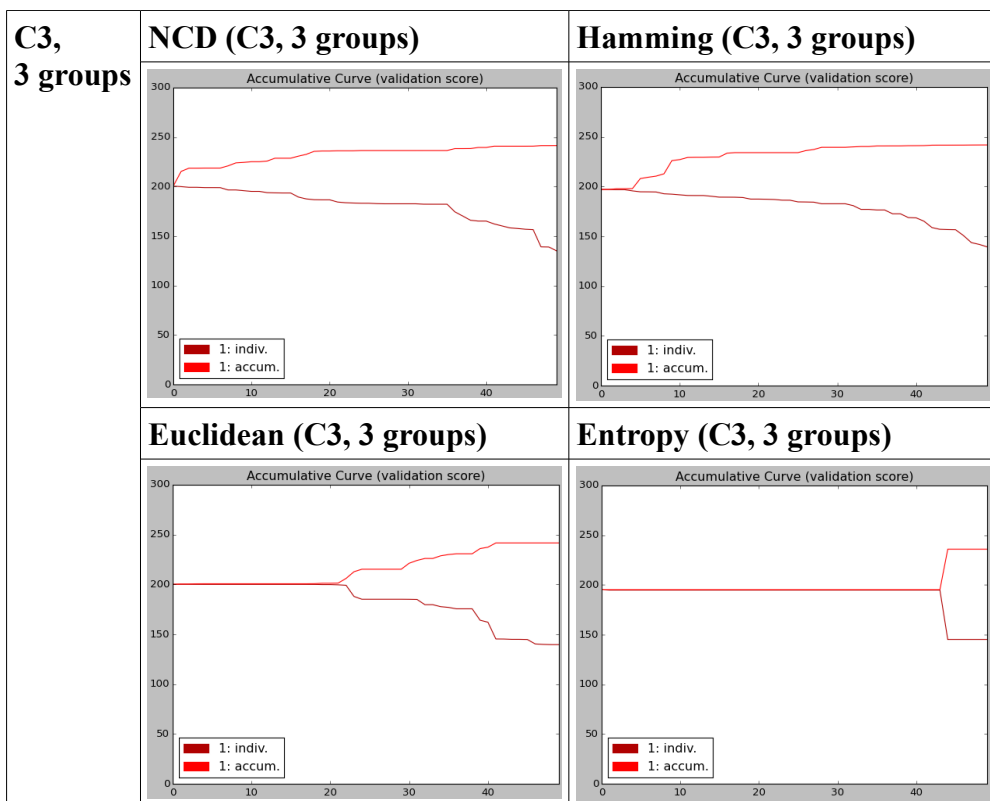 C3,
3 groups
NCD (C3, 3 groups)
Accumulative Curve (validation score)
300
250
200
150
100
50
0
0 10 20 30 40
1: indiv.
1: accum.
Hamming (C3, 3 groups)
Accumulative Curve (validation score)
300
250
200
150
100
50
0
0 10 20 30 40
1: indiv.
1: accum.
Euclidean (C3, 3 groups)
Accumulative Curve (validation score)
300
250
200
150
100
50
0
0 10 20 30 40
1: indiv.
1: accum.
Entropy (C3, 3 groups)
Accumulative Curve (validation score)
300
250
200
150
100
50
0
0 10 20 30 40
1: indiv.
1: accum.